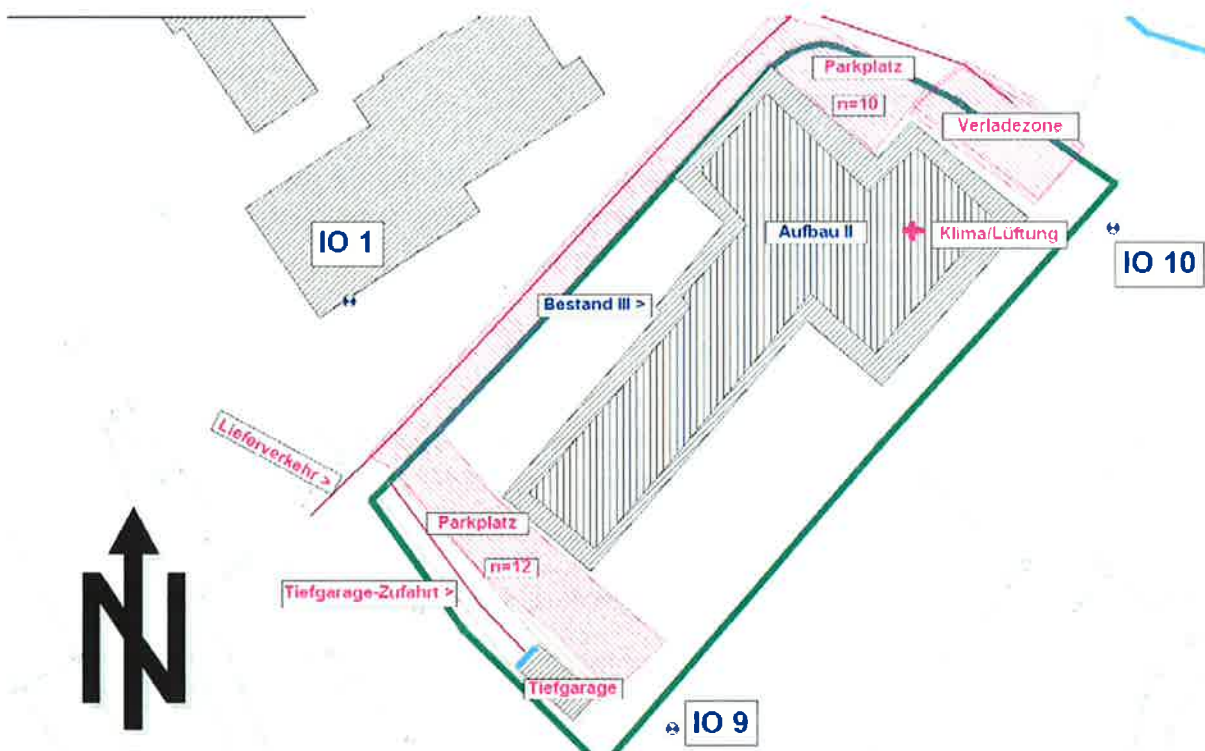 Parkplatz
n=10
Verladezone
IO 1
Aufbau II
Klima/Lüftung
IO 10
Bestand III >
Lieferverkehr >
Parkplatz
n=12
Tiefgarage-Zufahrt >
Tiefgarage
IO 9
N